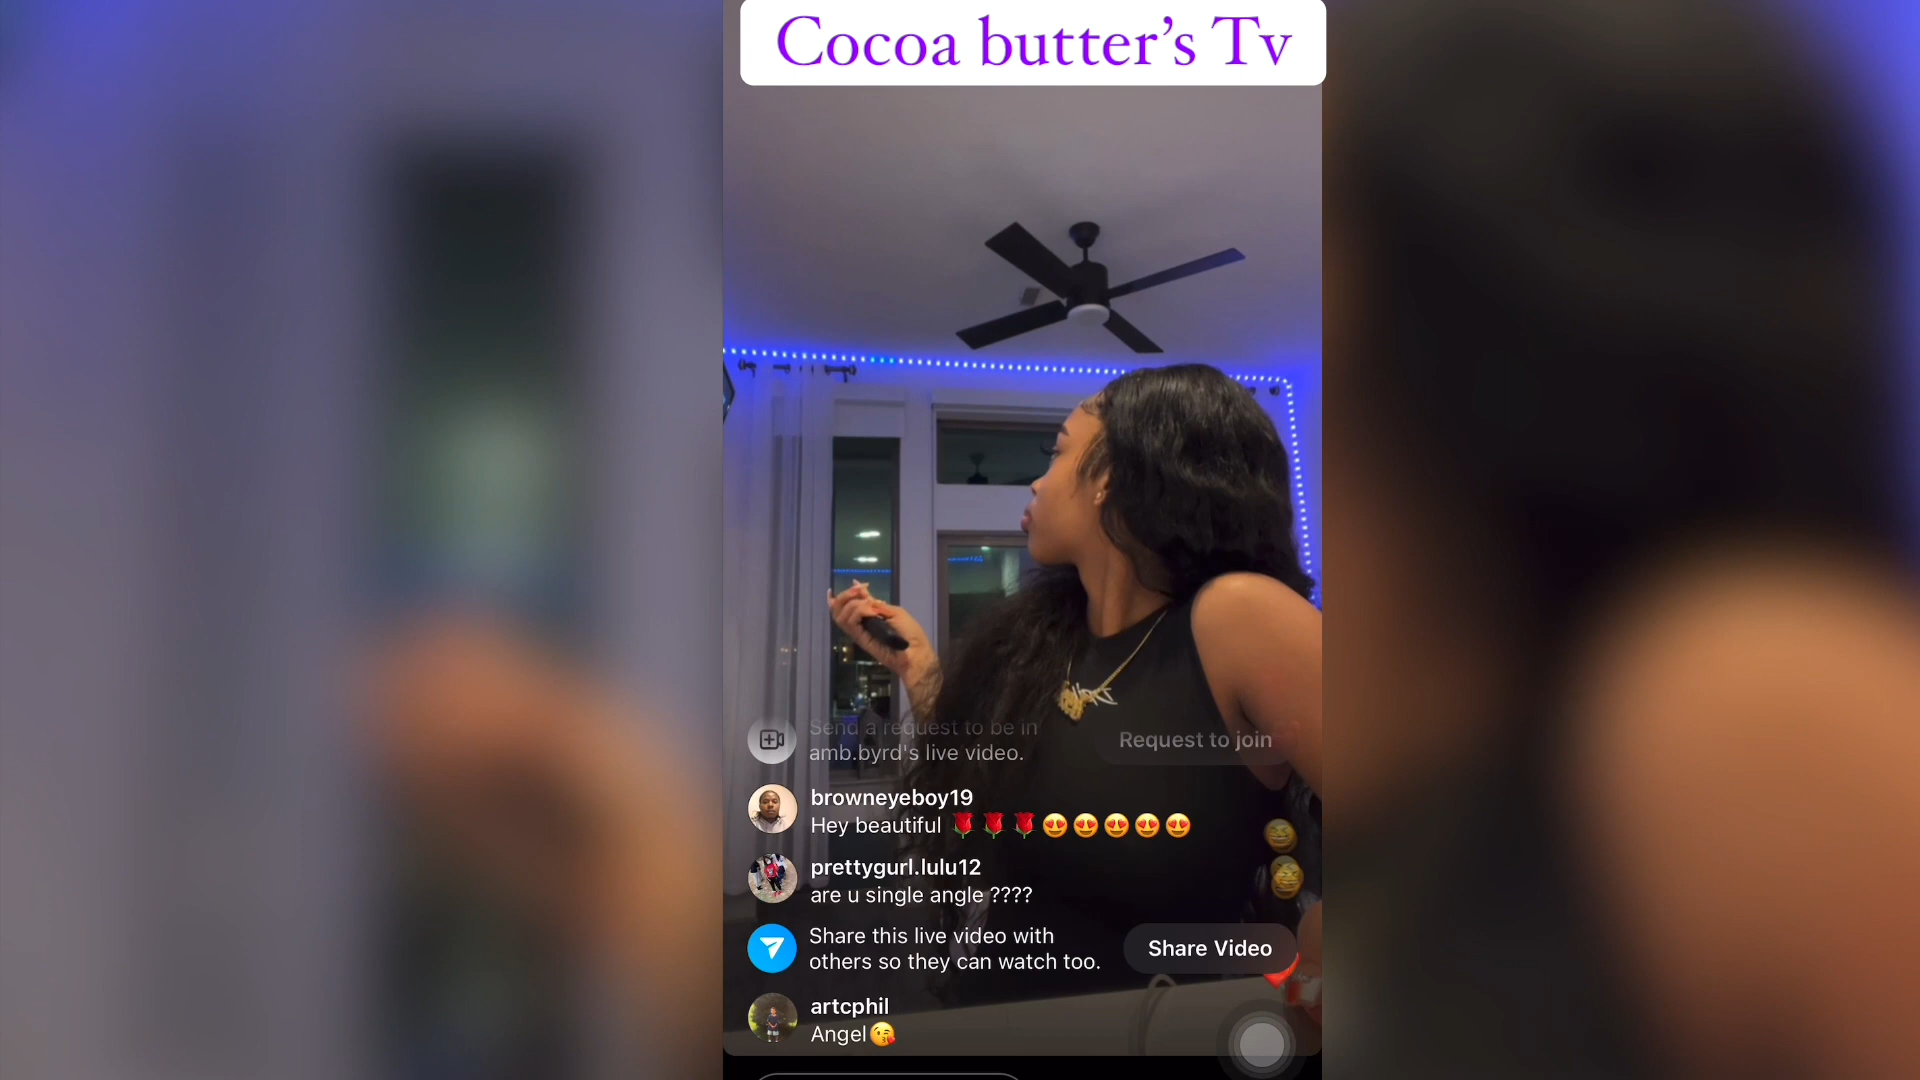 Cocoa butter’s Tv
Send a request to be in
amb.byrd's live video.
Request to join
browneyeboy19
Hey beautiful 🌹🌹🌹😍😍😍😍😍
prettygurl.lulu12
are u single angle ????
Share this live video with
others so they can watch too.
Share Video
artcphil
Angel😘